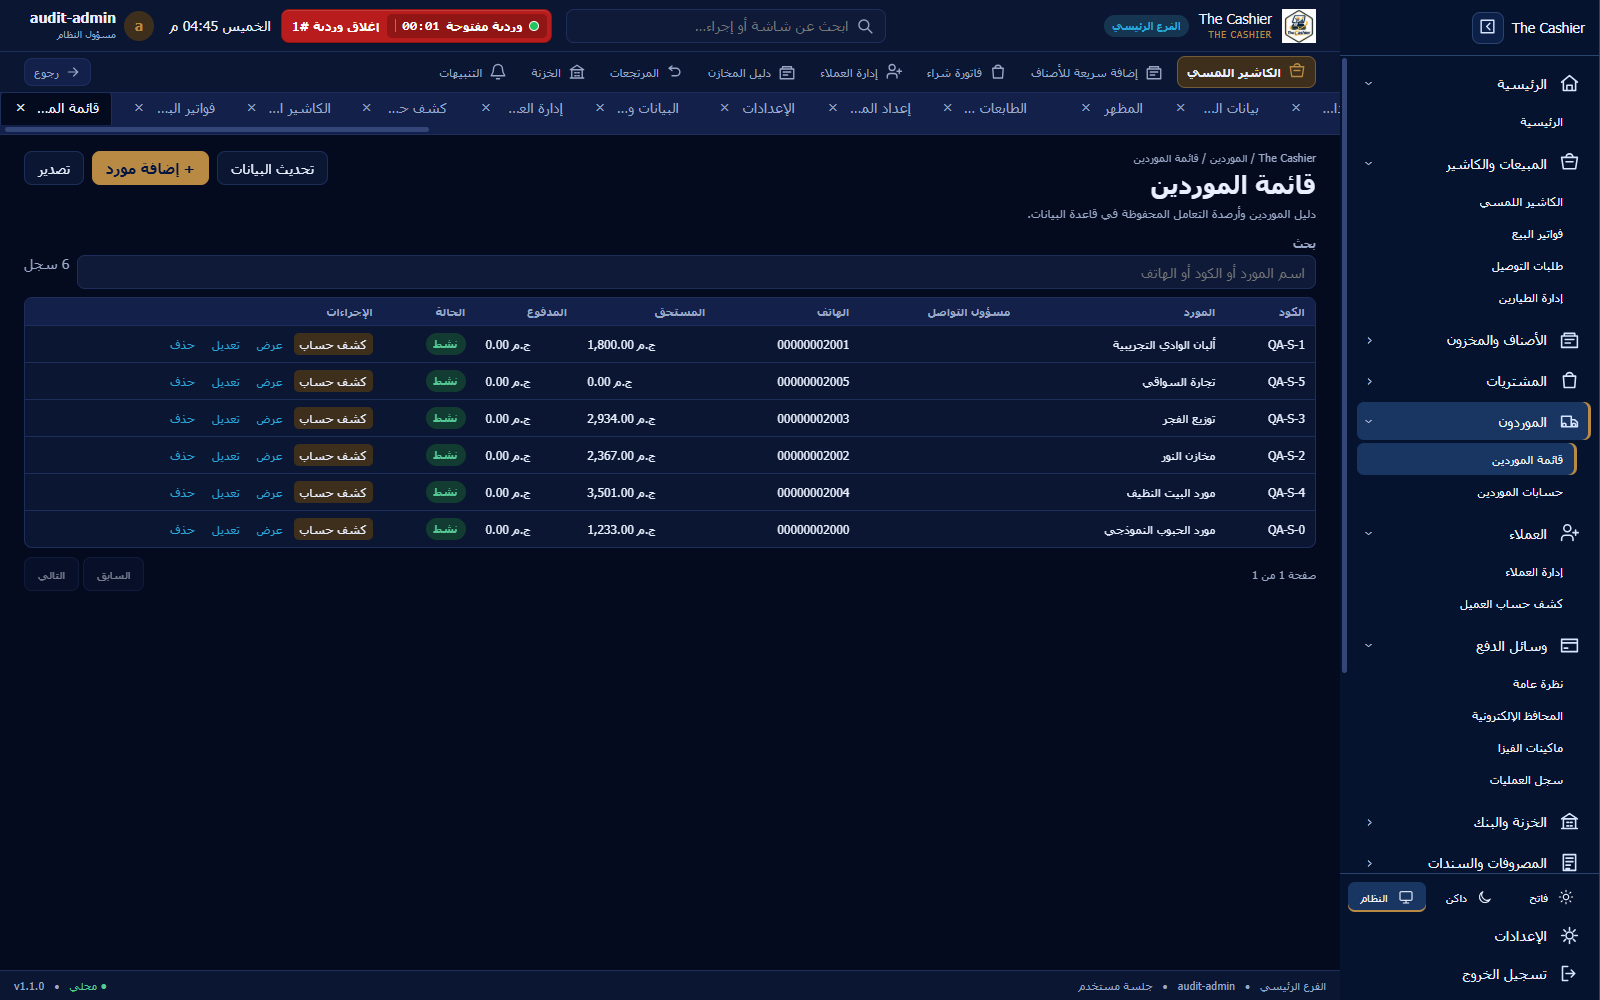 The Cashier
الرئيسية
الرئيسية
المبيعات والكاشير
الكاشير اللمسي
فواتير البيع
طلبات التوصيل
إدارة الطيارين
الأصناف والمخزون
المشتريات
الموردون
قائمة الموردين
حسابات الموردين
العملاء
إدارة العملاء
كشف حساب العميل
وسائل الدفع
نظرة عامة
المحافظ الإلكترونية
ماكينات الفيزا
سجل العمليات
الخزنة والبنك
المصروفات والسندات
فاتح داكن النظام
الإعدادات
تسجيل الخروج
The Cashier
THE CASHIER
الفرع الرئيسي
ابحث عن شاشة أو إجراء...
وردية مفتوحة 00:01 إغلاق وردية #1
الخميس 04:45 م
a
audit-admin
مسؤول النظام
الكاشير اللمسي إضافة سريعة للأصناف فاتورة شراء إدارة العملاء دليل المخازن المرتجعات الخزنة التنبيهات رجوع
...دا × بيانات الـ... × المظهر × الطابعات ... × إعداد المـ... × الإعدادات × البيانات و... × إدارة العـ... × كشف حـ... × الكاشير ا... × فواتير البـ... × قائمة المـ... ×
The Cashier / الموردين / قائمة الموردين
قائمة الموردين
دليل الموردين وأرصدة التعامل المحفوظة في قاعدة البيانات.
تحديث البيانات + إضافة مورد تصدير
بحث
اسم المورد أو الكود أو الهاتف
6 سجل
الكود المورد مسؤول التواصل الهاتف المستحق المدفوع الحالة الإجراءات
QA-S-1 ألبان الوادي التجريبية 00000002001 ج.م 1,800.00 ج.م 0.00 نشط كشف حساب عرض تعديل حذف
QA-S-5 تجارة السواقي 00000002005 ج.م 0.00 ج.م 0.00 نشط كشف حساب عرض تعديل حذف
QA-S-3 توزيع الفجر 00000002003 ج.م 2,934.00 ج.م 0.00 نشط كشف حساب عرض تعديل حذف
QA-S-2 مخازن النور 00000002002 ج.م 2,367.00 ج.م 0.00 نشط كشف حساب عرض تعديل حذف
QA-S-4 مورد البيت النظيف 00000002004 ج.م 3,501.00 ج.م 0.00 نشط كشف حساب عرض تعديل حذف
QA-S-0 مورد الحبوب النموذجي 00000002000 ج.م 1,233.00 ج.م 0.00 نشط كشف حساب عرض تعديل حذف
صفحة 1 من 1
السابق التالي
الفرع الرئيسي • audit-admin • جلسة مستخدم
محلي • v1.1.0